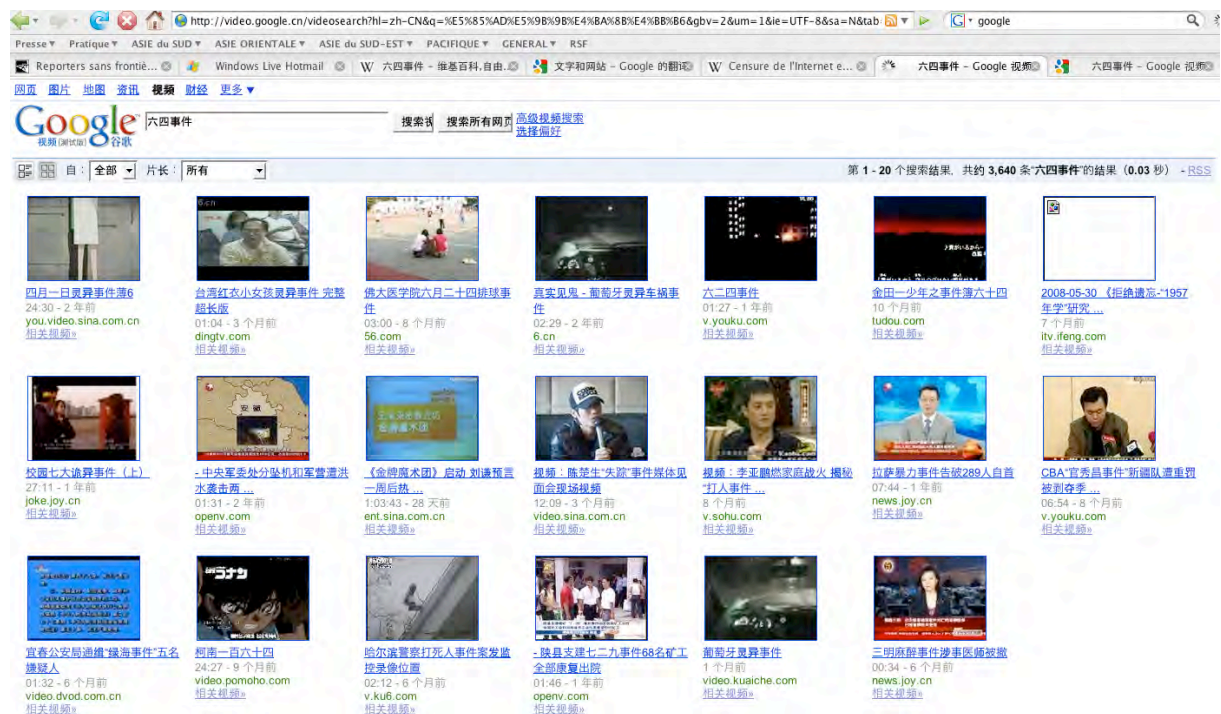 http://video.google.cn/videosearch?hl=zh-CN&q=%E5%85%AD%E5%9B%9B%E4%BA%8B%E4%BB%B6&gbv=2&um=1&ie=UTF-8&sa=N&tab
google
Presse Pratique ASIE du SUD ASIE ORIENTALE ASIE du SUD-EST PACIFIQUE GENERAL RSF
Reporters sans frontiè... Windows Live Hotmail 六四事件 – 维基百科,自由... 文字和网站 – Google 的翻译 Censure de l'Internet e... 六四事件 – Google 视频 六四事件 – Google 视频
网页 图片 地图 资讯 视频 财经 更多
Google 视频 [测试版] 谷歌
六四事件 搜索视 搜索所有网页 高级视频搜索
选择偏好
自: 全部 片长: 所有 第 1 - 20 个搜索结果, 共约 3,640 条"六四事件"的结果 (0.03 秒) - RSS
四月一日灵异事件薄6
24:30 - 2 年前
you.video.sina.com.cn
相关视频»
6.cn
台湾红衣小女孩灵异事件 完整
超长版
01:04 - 3 个月前
dingtv.com
相关视频»
佛大医学院六月二十四排球事
件
03:00 - 8 个月前
56.com
相关视频»
真实见鬼 - 葡萄牙灵异车祸事
件
02:29 - 2 年前
6.cn
相关视频»
六二四事件
01:27 - 1 年前
v.youku.com
相关视频»
金田一少年之事件簿六十四
10 个月前
tudou.com
相关视频»
2008-05-30 《拒绝遗忘-"1957
年学"研究 ...
7 个月前
itv.ifeng.com
相关视频»
校园七大诡异事件（上）
27:11 - 1 年前
joke.joy.cn
相关视频»
安徽
- 中央军委处分坠机和军营遭洪
水袭击两 ...
01:31 - 2 年前
openv.com
相关视频»
《金牌魔术团》启动 刘谦预言
一周后热 ...
1:03:43 - 28 天前
ent.sina.com.cn
相关视频»
视频：陈楚生"失踪"事件媒体见
面会现场视频
12:09 - 3 个月前
video.sina.com.cn
相关视频»
视频：李亚鹏燃家庭战火 揭秘
"打人事件 ...
8 个月前
v.sohu.com
相关视频»
拉萨暴力事件告破289人自首
07:44 - 1 年前
news.joy.cn
相关视频»
CBA"官秀昌事件"新疆队遭重罚
被剥夺季 ...
06:54 - 8 个月前
v.youku.com
相关视频»
宜春公安局通缉"缘海事件"五名
嫌疑人
01:32 - 6 个月前
video.dvod.com.cn
相关视频»
コナン
柯南一百六十四
24:27 - 9 个月前
video.pomoho.com
相关视频»
哈尔滨警察打死人事件案发监
控录像位置
02:12 - 6 个月前
v.ku6.com
相关视频»
- 陕县支建七二九事件68名矿工
全部康复出院
01:46 - 1 年前
openv.com
相关视频»
葡萄牙灵异事件
1 个月前
video.kuaiche.com
相关视频»
三明麻醉事件涉事医师被撤
00:34 - 6 个月前
news.joy.cn
相关视频»